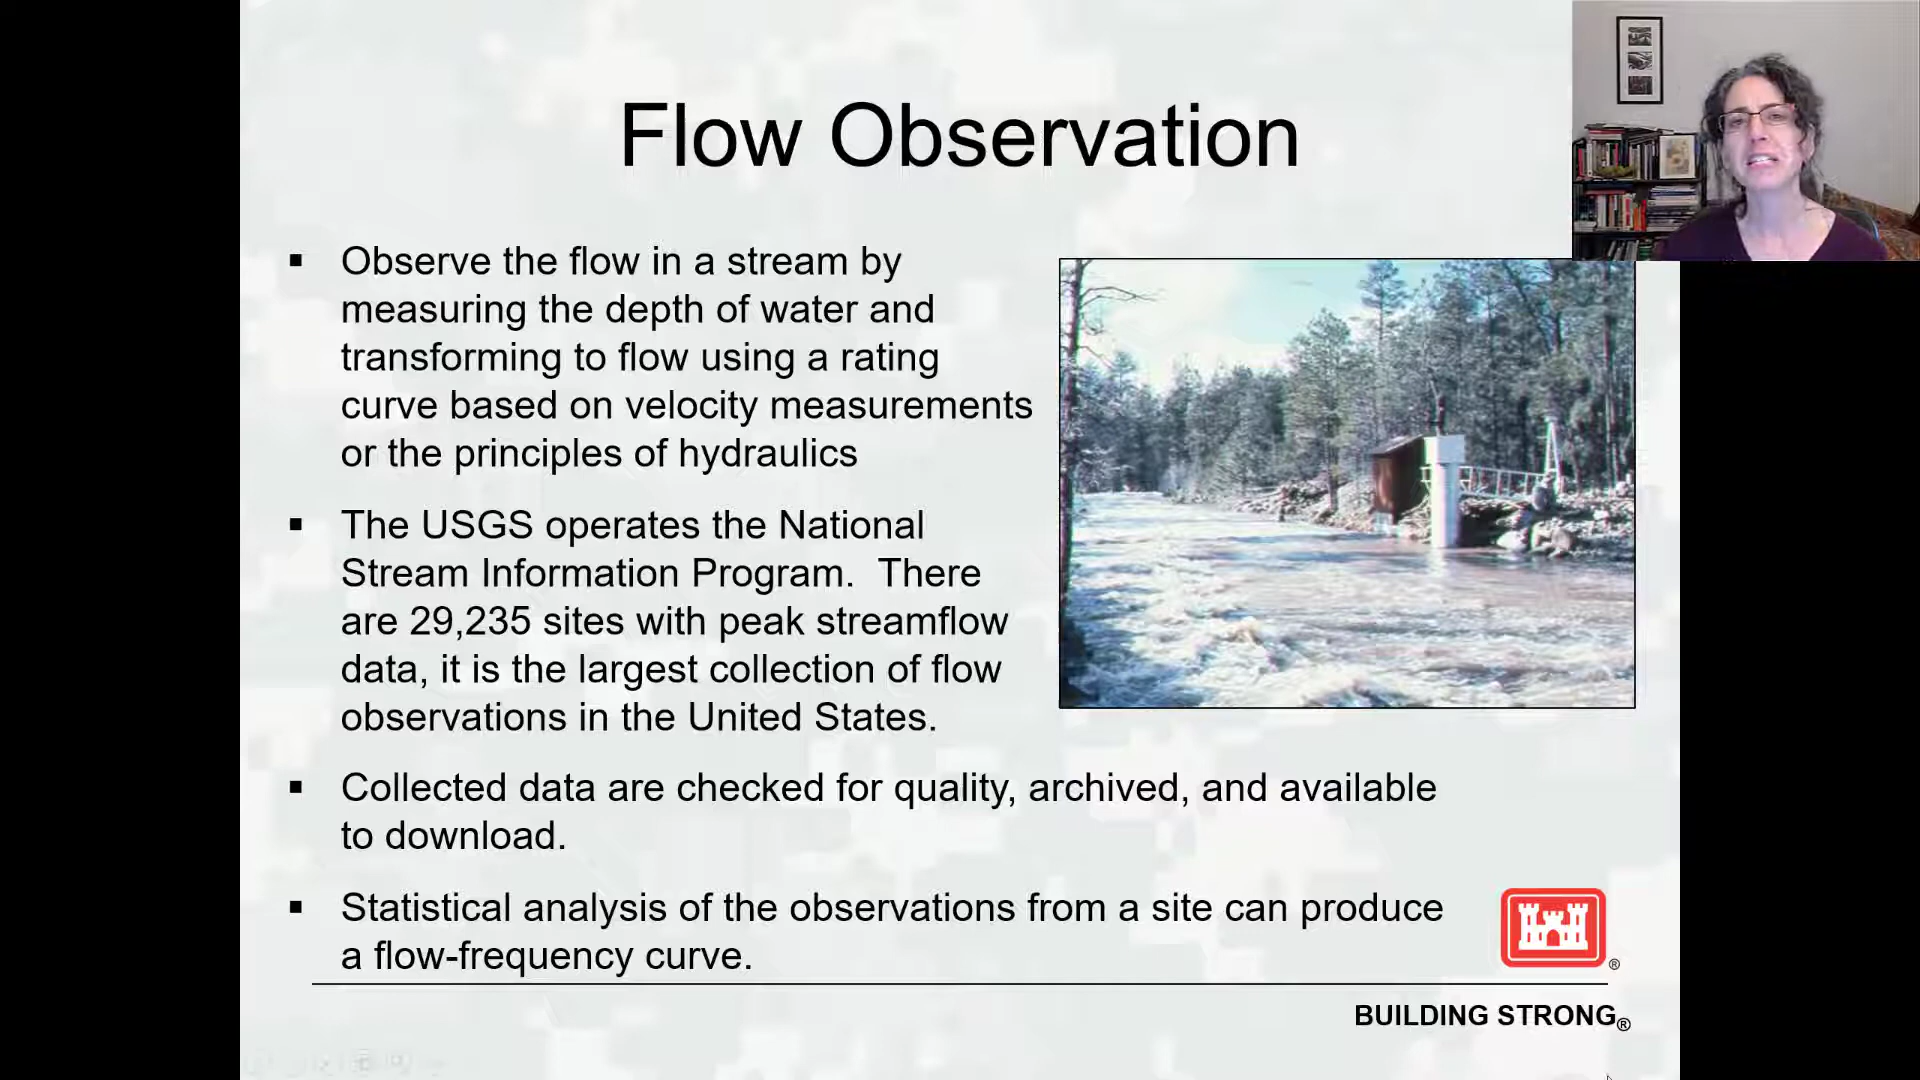 Flow Observation
▪ Observe the flow in a stream by
measuring the depth of water and
transforming to flow using a rating
curve based on velocity measurements
or the principles of hydraulics
▪ The USGS operates the National
Stream Information Program.  There
are 29,235 sites with peak streamflow
data, it is the largest collection of flow
observations in the United States.
▪ Collected data are checked for quality, archived, and available
to download.
▪ Statistical analysis of the observations from a site can produce
a flow-frequency curve.
®
BUILDING STRONG®